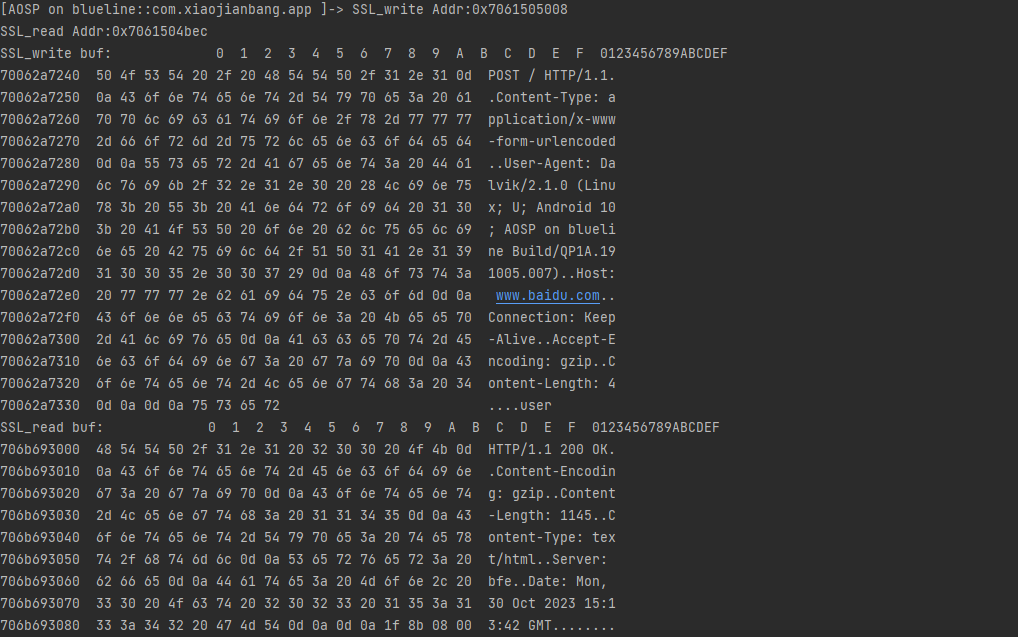 [AOSP on blueline::com.xiaojianbang.app ]-> SSL_write Addr:0x7061505008
SSL_read Addr:0x7061504bec
SSL_write buf:             0  1  2  3  4  5  6  7  8  9  A  B  C  D  E  F  0123456789ABCDEF
70062a7240  50 4f 53 54 20 2f 20 48 54 54 50 2f 31 2e 31 0d  POST / HTTP/1.1.
70062a7250  0a 43 6f 6e 74 65 6e 74 2d 54 79 70 65 3a 20 61  .Content-Type: a
70062a7260  70 70 6c 69 63 61 74 69 6f 6e 2f 78 2d 77 77 77  pplication/x-www
70062a7270  2d 66 6f 72 6d 2d 75 72 6c 65 6e 63 6f 64 65 64  -form-urlencoded
70062a7280  0d 0a 55 73 65 72 2d 41 67 65 6e 74 3a 20 44 61  ..User-Agent: Da
70062a7290  6c 76 69 6b 2f 32 2e 31 2e 30 20 28 4c 69 6e 75  lvik/2.1.0 (Linu
70062a72a0  78 3b 20 55 3b 20 41 6e 64 72 6f 69 64 20 31 30  x; U; Android 10
70062a72b0  3b 20 41 4f 53 50 20 6f 6e 20 62 6c 75 65 6c 69  ; AOSP on blueli
70062a72c0  6e 65 20 42 75 69 6c 64 2f 51 50 31 41 2e 31 39  ne Build/QP1A.19
70062a72d0  31 30 30 35 2e 30 30 37 29 0d 0a 48 6f 73 74 3a  1005.007)..Host:
70062a72e0  20 77 77 77 2e 62 61 69 64 75 2e 63 6f 6d 0d 0a   www.baidu.com..
70062a72f0  43 6f 6e 6e 65 63 74 69 6f 6e 3a 20 4b 65 65 70  Connection: Keep
70062a7300  2d 41 6c 69 76 65 0d 0a 41 63 63 65 70 74 2d 45  -Alive..Accept-E
70062a7310  6e 63 6f 64 69 6e 67 3a 20 67 7a 69 70 0d 0a 43  ncoding: gzip..C
70062a7320  6f 6e 74 65 6e 74 2d 4c 65 6e 67 74 68 3a 20 34  ontent-Length: 4
70062a7330  0d 0a 0d 0a 75 73 65 72                          ....user
SSL_read buf:             0  1  2  3  4  5  6  7  8  9  A  B  C  D  E  F  0123456789ABCDEF
706b693000  48 54 54 50 2f 31 2e 31 20 32 30 30 20 4f 4b 0d  HTTP/1.1 200 OK.
706b693010  0a 43 6f 6e 74 65 6e 74 2d 45 6e 63 6f 64 69 6e  .Content-Encodin
706b693020  67 3a 20 67 7a 69 70 0d 0a 43 6f 6e 74 65 6e 74  g: gzip..Content
706b693030  2d 4c 65 6e 67 74 68 3a 20 31 31 34 35 0d 0a 43  -Length: 1145..C
706b693040  6f 6e 74 65 6e 74 2d 54 79 70 65 3a 20 74 65 78  ontent-Type: tex
706b693050  74 2f 68 74 6d 6c 0d 0a 53 65 72 76 65 72 3a 20  t/html..Server:
706b693060  62 66 65 0d 0a 44 61 74 65 3a 20 4d 6f 6e 2c 20  bfe..Date: Mon,
706b693070  33 30 20 4f 63 74 20 32 30 32 33 20 31 35 3a 31  30 Oct 2023 15:1
706b693080  33 3a 34 32 20 47 4d 54 0d 0a 0d 0a 1f 8b 08 00  3:42 GMT........